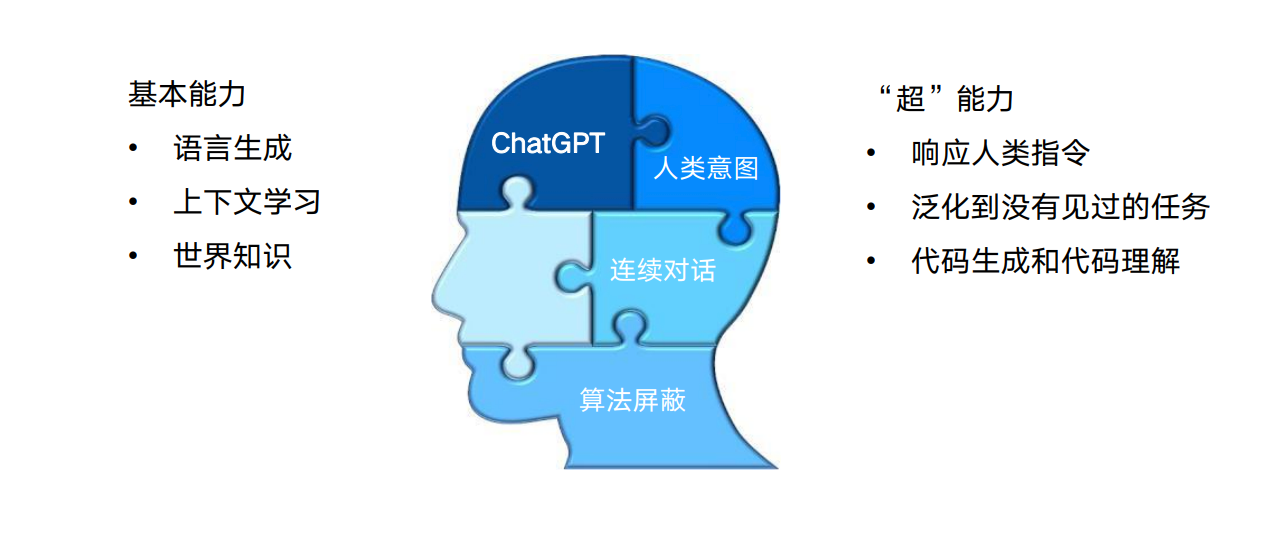 基本能力
• 语言生成
• 上下文学习
• 世界知识
ChatGPT
人类意图
连续对话
算法屏蔽
“超”能力
• 响应人类指令
• 泛化到没有见过的任务
• 代码生成和代码理解